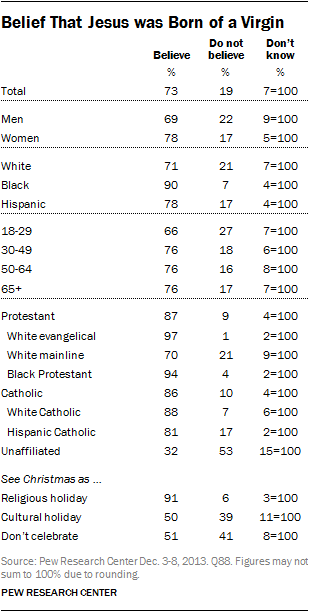 Belief That Jesus was Born of a Virgin
Believe Do not believe Don't know
% % %
Total 73 19 7=100
Men 69 22 9=100
Women 78 17 5=100
White 71 21 7=100
Black 90 7 4=100
Hispanic 78 17 4=100
18-29 66 27 7=100
30-49 76 18 6=100
50-64 76 16 8=100
65+ 76 17 7=100
Protestant 87 9 4=100
White evangelical 97 1 2=100
White mainline 70 21 9=100
Black Protestant 94 4 2=100
Catholic 86 10 4=100
White Catholic 88 7 6=100
Hispanic Catholic 81 17 2=100
Unaffiliated 32 53 15=100
See Christmas as ...
Religious holiday 91 6 3=100
Cultural holiday 50 39 11=100
Don't celebrate 51 41 8=100
Source: Pew Research Center Dec. 3-8, 2013. Q88. Figures may not
sum to 100% due to rounding.
PEW RESEARCH CENTER